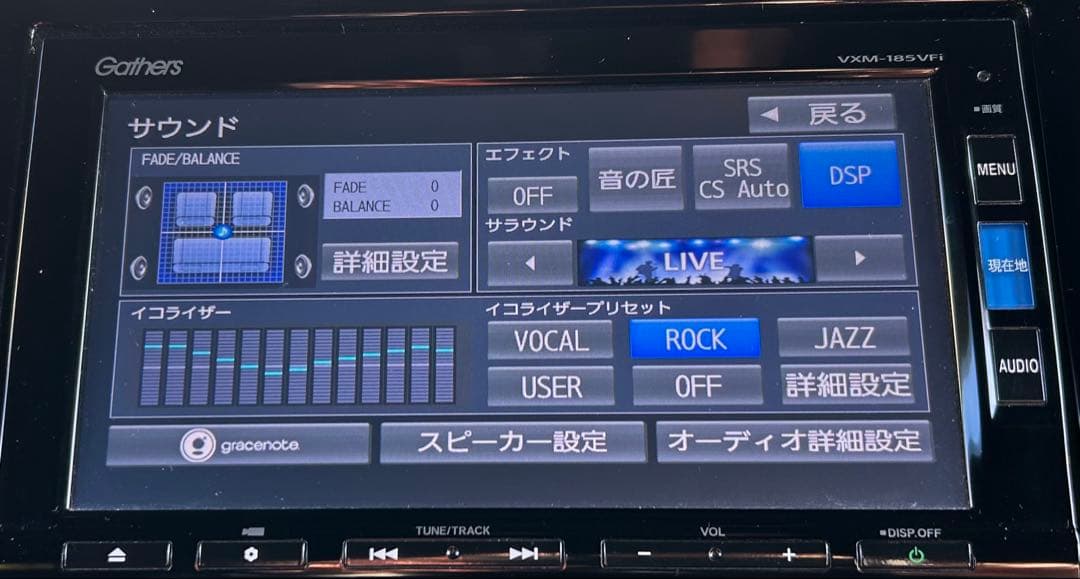 Gathers
VXM-185VFi
サウンド
◀ 戻る
■画質
FADE/BALANCE
FADE 0
BALANCE 0
詳細設定
エフェクト
OFF
音の匠
SRS
CS Auto
DSP
サラウンド
LIVE
MENU
現在地
AUDIO
イコライザー
イコライザープリセット
VOCAL
ROCK
JAZZ
USER
OFF
詳細設定
gracenote.
スピーカー設定
オーディオ詳細設定
TUNE/TRACK
VOL
■DISP.OFF
− +